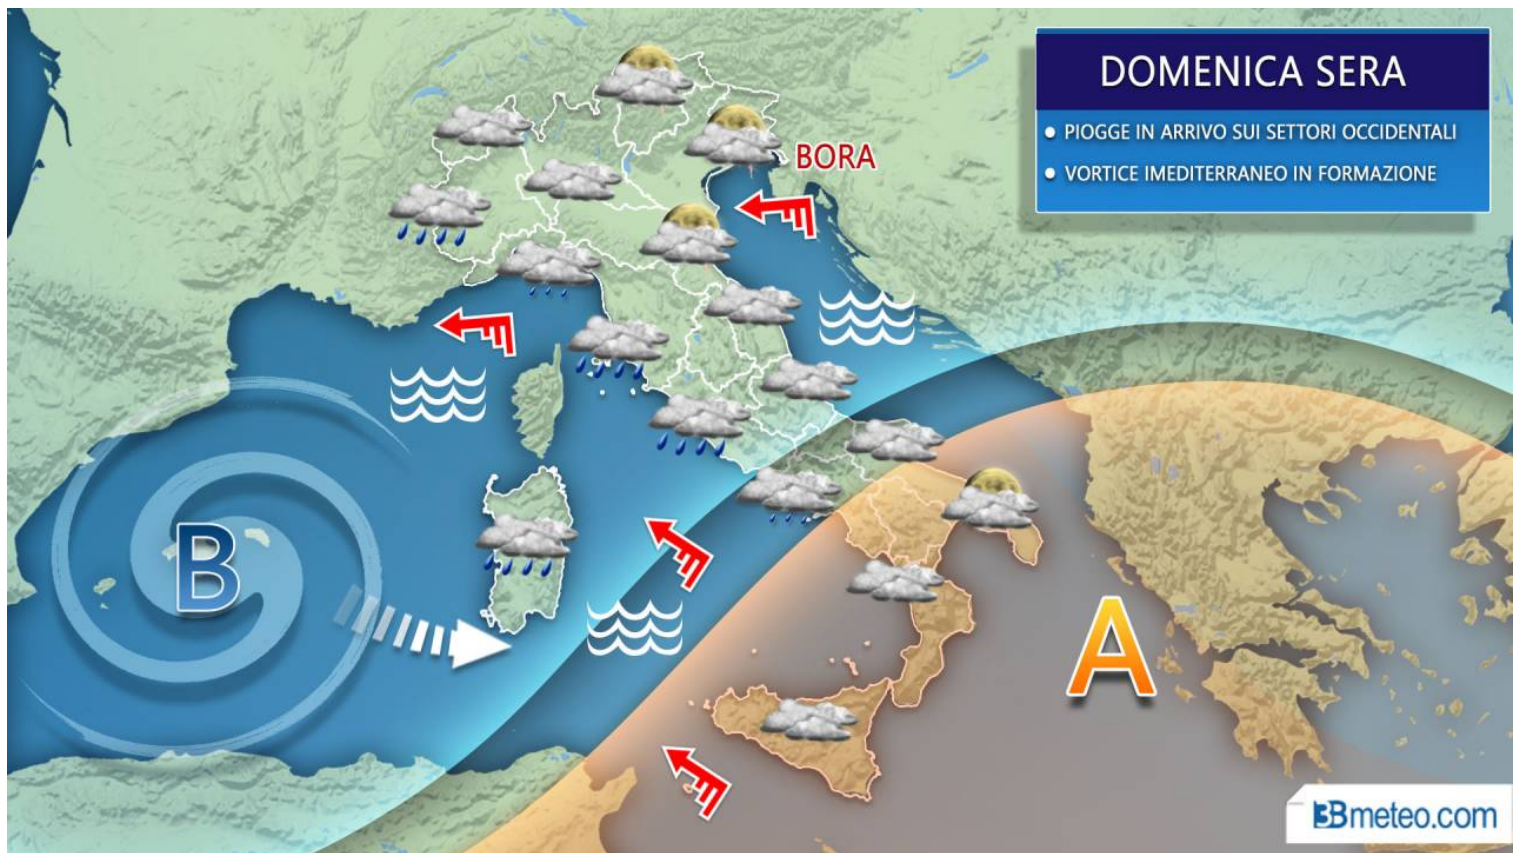 DOMENICA SERA
● PIOGGE IN ARRIVO SUI SETTORI OCCIDENTALI
● VORTICE IMEDITERRANEO IN FORMAZIONE
BORA
B
A
3Bmeteo.com